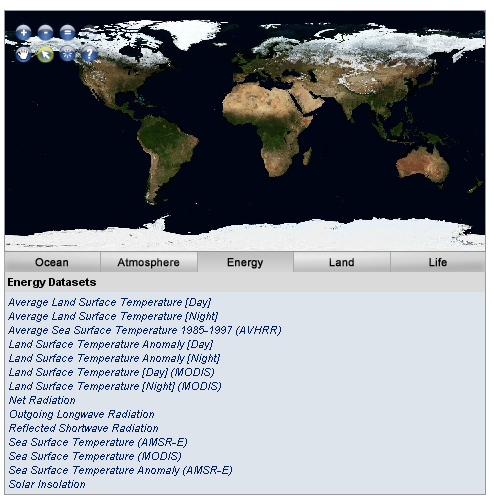 + - =
?
Ocean Atmosphere Energy Land Life
Energy Datasets
Average Land Surface Temperature [Day]
Average Land Surface Temperature [Night]
Average Sea Surface Temperature 1985-1997 (AVHRR)
Land Surface Temperature Anomaly [Day]
Land Surface Temperature Anomaly [Night]
Land Surface Temperature [Day] (MODIS)
Land Surface Temperature [Night] (MODIS)
Net Radiation
Outgoing Longwave Radiation
Reflected Shortwave Radiation
Sea Surface Temperature (AMSR-E)
Sea Surface Temperature (MODIS)
Sea Surface Temperature Anomaly (AMSR-E)
Solar Insolation